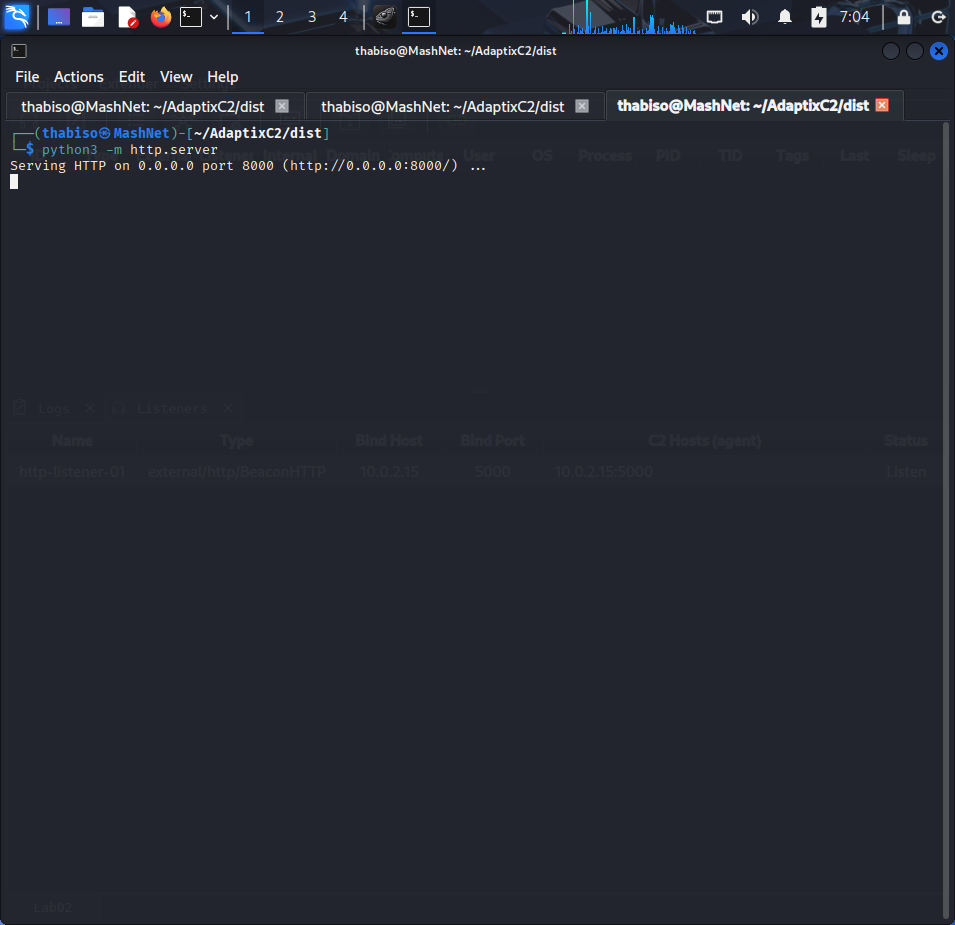 1 2 3 4 7:04
thabiso@MashNet: ~/AdaptixC2/dist
File Actions Edit View Help
thabiso@MashNet: ~/AdaptixC2/dist thabiso@MashNet: ~/AdaptixC2/dist thabiso@MashNet: ~/AdaptixC2/dist
┌──(thabiso㉿MashNet)-[~/AdaptixC2/dist]
└─$ python3 -m http.server
User OS Process PID TID Tags Last Sleep
Serving HTTP on 0.0.0.0 port 8000 (http://0.0.0.0:8000/) ...
Logs Listeners
Name Type Bind Host Bind Port C2 Hosts (agent) Status
http-listener-01 external/http/BeaconHTTP 10.0.2.15 5000 10.0.2.15:5000 Listen
Lab02